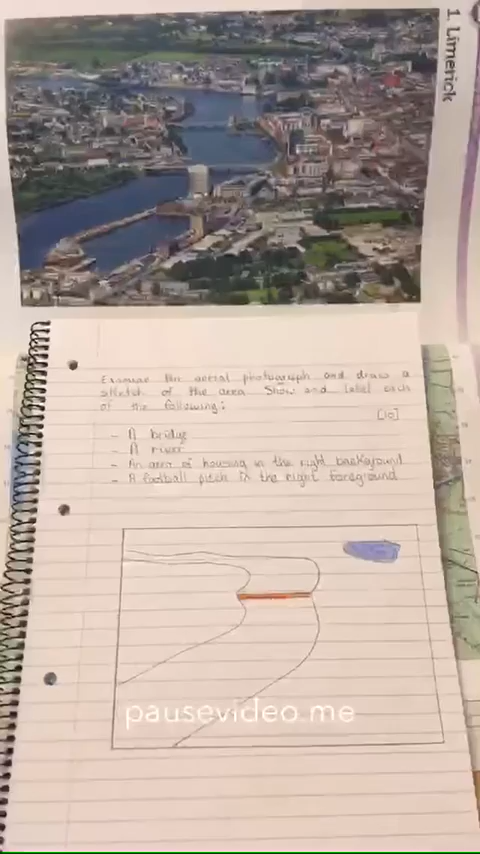 1. Limerick
Examine the aerial photograph and draw a
sketch of the area. Show and label each
of the following:
[10]
- A bridge
- A river
- An area of housing in the right background
- A football pitch in the right foreground
pausevideo.me